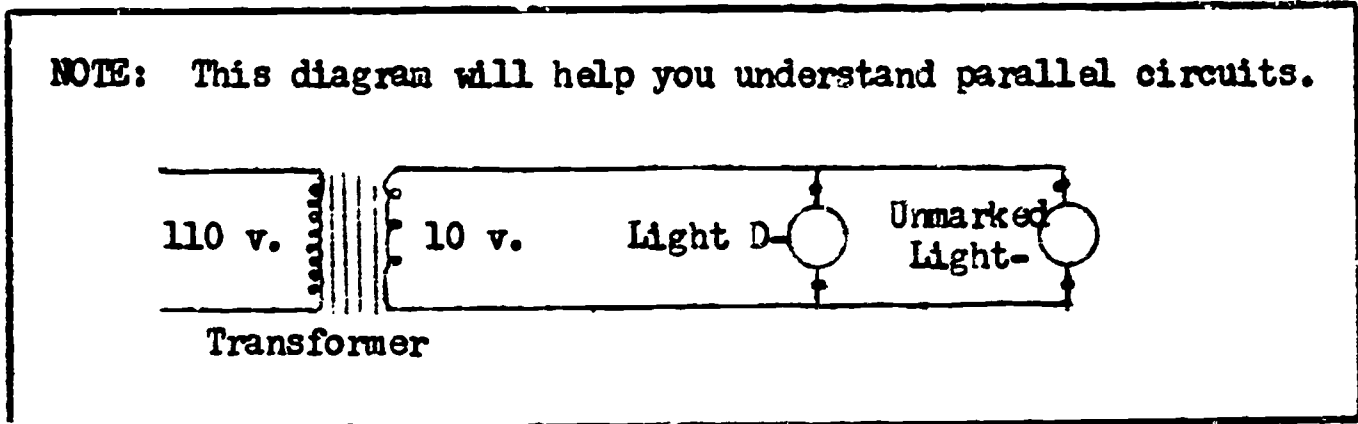 NOTE: This diagram will help you understand parallel circuits.
110 v.
10 v.
Light D-
Unmarked
Light-
Transformer